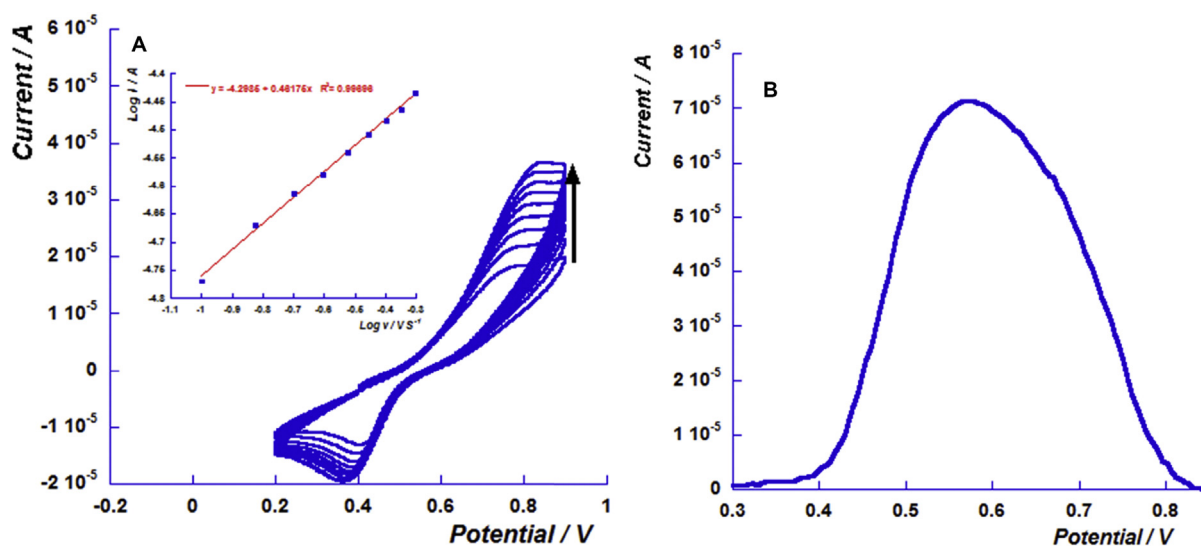 A
Current / A
6 10⁻⁵
5 10⁻⁵
4 10⁻⁵
3 10⁻⁵
2 10⁻⁵
1 10⁻⁵
0
-1 10⁻⁵
-2 10⁻⁵
-0.2 0 0.2 0.4 0.6 0.8 1
Potential / V
Log I / A
y = -4.2985 + 0.46175x R²= 0.99696
-4.4
-4.46
-4.6
-4.66
-4.6
-4.66
-4.7
-4.76
-4.8
-1.1 -1 -0.9 -0.8 -0.7 -0.6 -0.5 -0.4 -0.3
Log v / V S⁻¹
B
Current / A
8 10⁻⁵
7 10⁻⁵
6 10⁻⁵
5 10⁻⁵
4 10⁻⁵
3 10⁻⁵
2 10⁻⁵
1 10⁻⁵
0
0.3 0.4 0.5 0.6 0.7 0.8
Potential / V